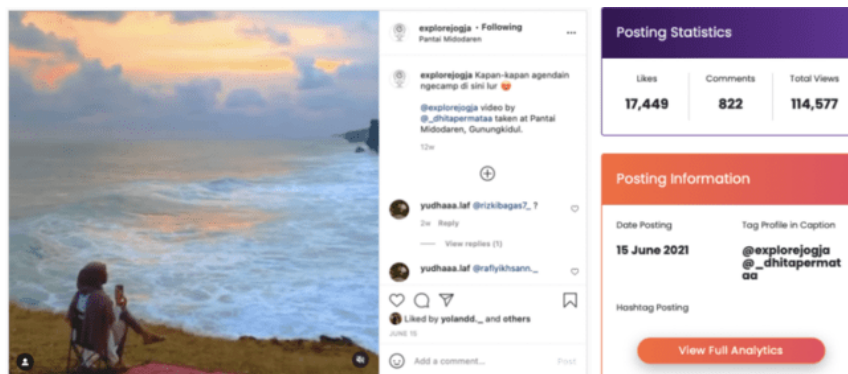 explorejogja • Following
Pantai Midodaren
explorejogja Kapan-kapan agendain
ngecamp di sini lur
@explorejogja video by
@_dhitapermataa taken at Pantai
Midodaren, Gunungkidul.
12w
yudhaaa.laf @rizkibagas7_ ?
2w Reply
View replies (1)
yudhaaa.laf @rafiyikhsann._
Liked by yolandd._ and others
JUNE 15
Add a comment...
Post
Posting Statistics
Likes
Comments
Total Views
17,449
822
114,577
Posting Information
Date Posting
Tag Profile in Caption
15 June 2021
@explorejogja
@_dhitapermat
aa
Hashtag Posting
View Full Analytics